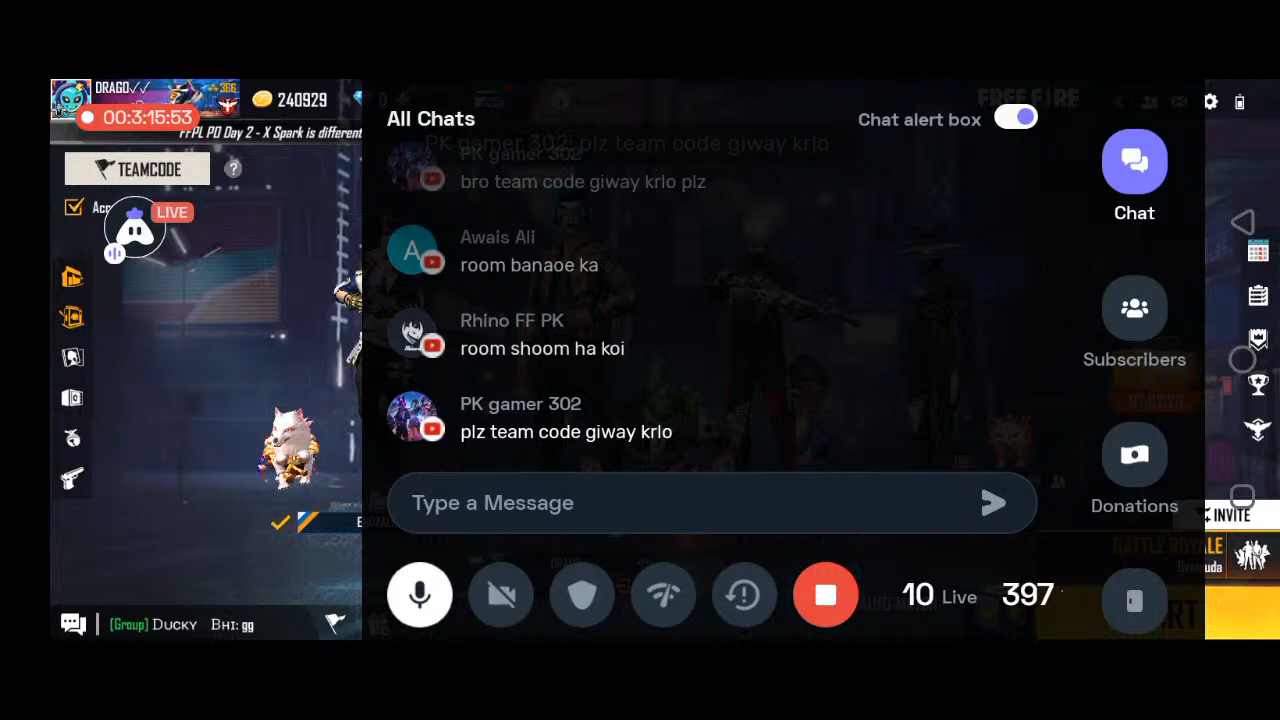 DRAGO✓✓
366
240929
00:3:15:53
FFPL PO Day 2 - X Spark is different
TEAMCODE
?
LIVE
All Chats
Chat alert box
FREE FIRE
PK gamer 302: plz team code giway krlo
PK gamer 302
bro team code giway krlo plz
A
Awais Ali
room banaoe ka
Rhino FF PK
room shoom ha koi
PK gamer 302
plz team code giway krlo
Type a Message
Chat
Subscribers
Donations
INVITE
BATTLE ROYALE
10 Live 397
[Group] DUCKY BHI: gg